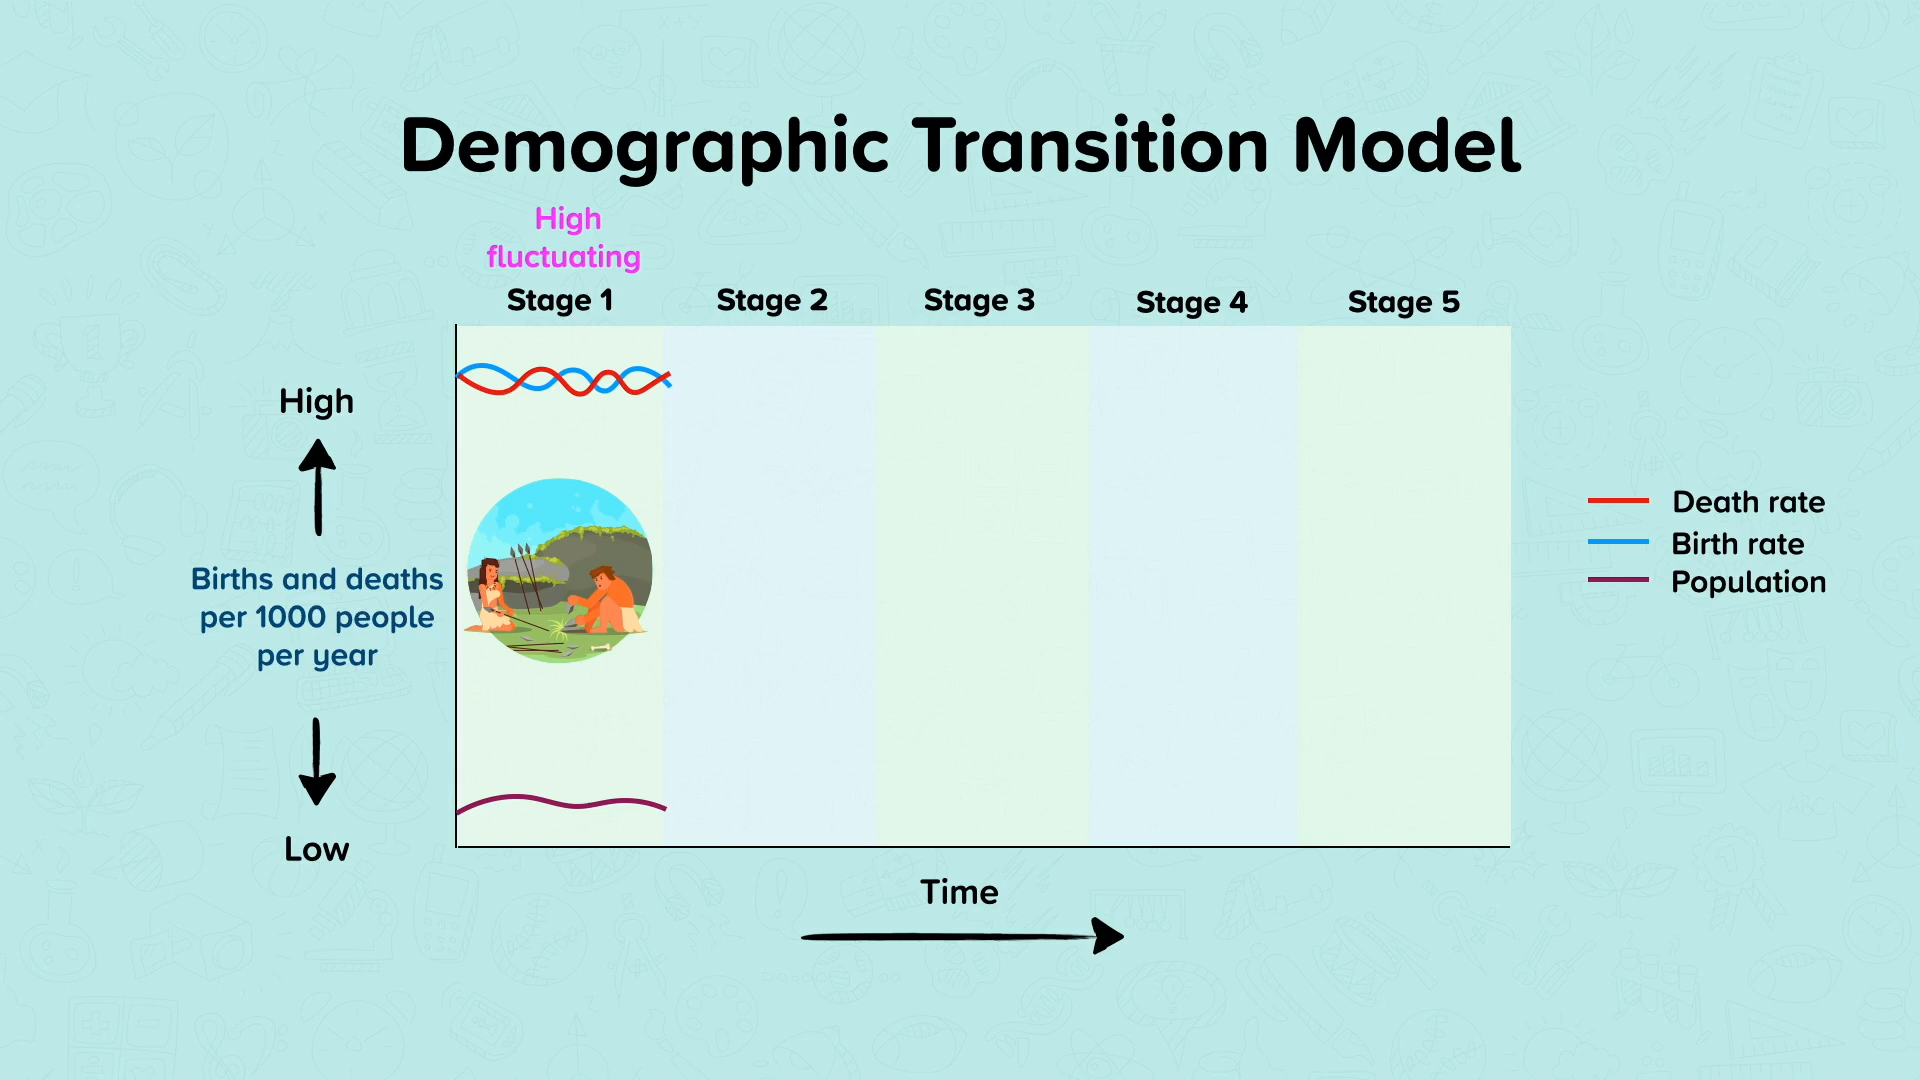 Demographic Transition Model
High
fluctuating
Stage 1
Stage 2
Stage 3
Stage 4
Stage 5
High
Births and deaths
per 1000 people
per year
Low
Time
Death rate
Birth rate
Population